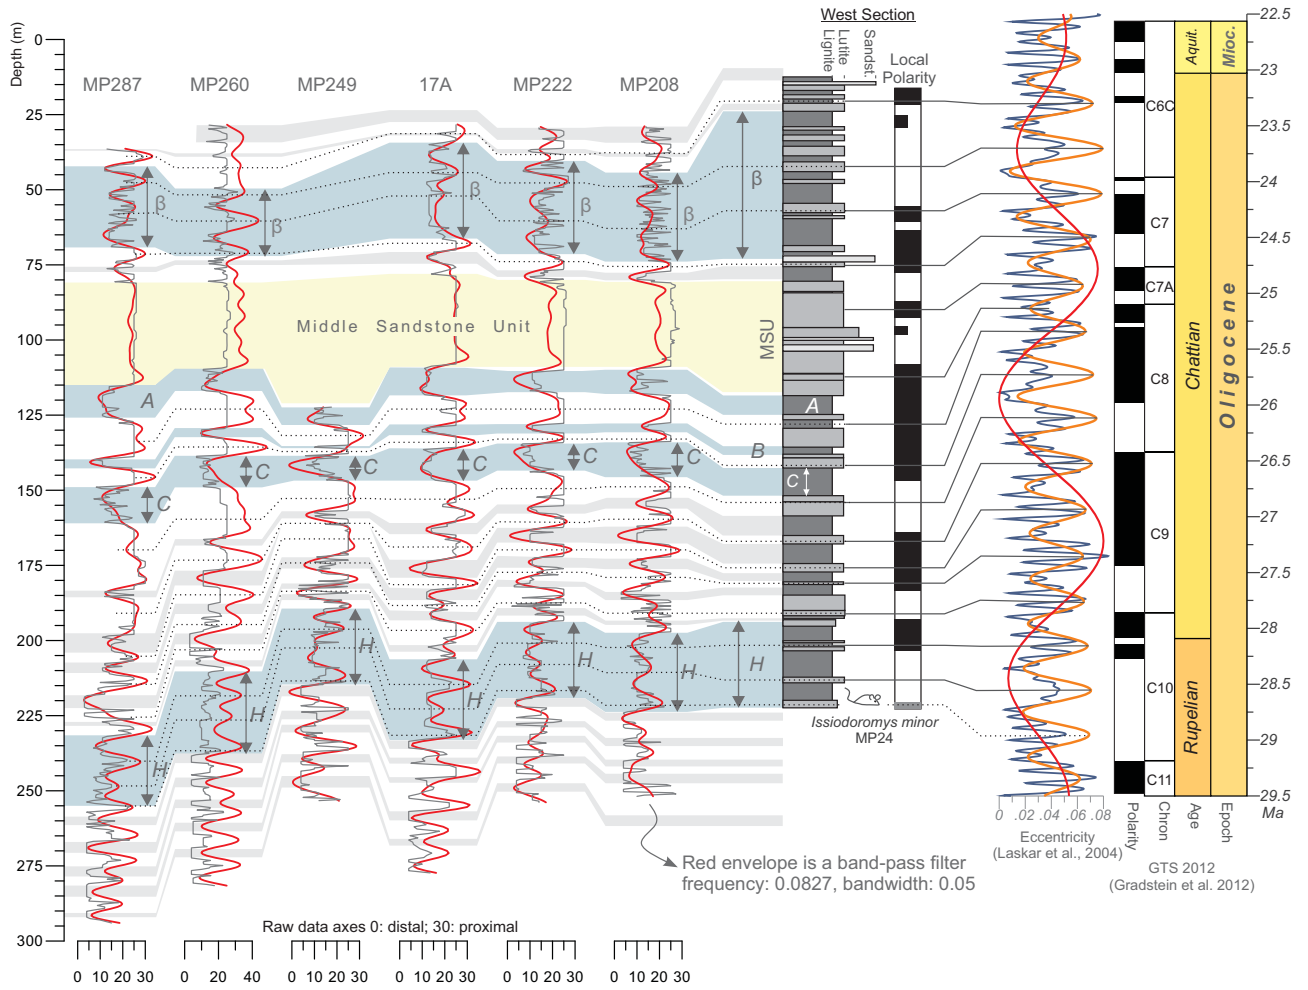 West Section
Depth (m)
MP287
MP260
MP249
17A
MP222
MP208
Lignite
Lutite
Sandst.
Local
Polarity
0
25
50
75
100
125
150
175
200
225
250
275
300
β
β
β
β
β
β
Middle Sandstone Unit
MSU
A
A
B
C
C
C
C
C
C
C
H
H
H
H
H
H
H
Issiodoromys minor
MP24
Red envelope is a band-pass filter
frequency: 0.0827, bandwidth: 0.05
Raw data axes 0: distal; 30: proximal
0 10 20 30
0 10 20 30 40
0 10 20 30
0 10 20 30
0 10 20 30
0 10 20 30
0 .02 .04 .06 .08
Eccentricity
(Laskar et al., 2004)
C6C
C7
C7A
C8
C9
C10
C11
Aquit.
Chattian
Rupelian
Mioc.
Oligocene
22.5
23
23.5
24
24.5
25
25.5
26
26.5
27
27.5
28
28.5
29
29.5
Ma
Polarity
Chron
Age
Epoch
GTS 2012
(Gradstein et al. 2012)